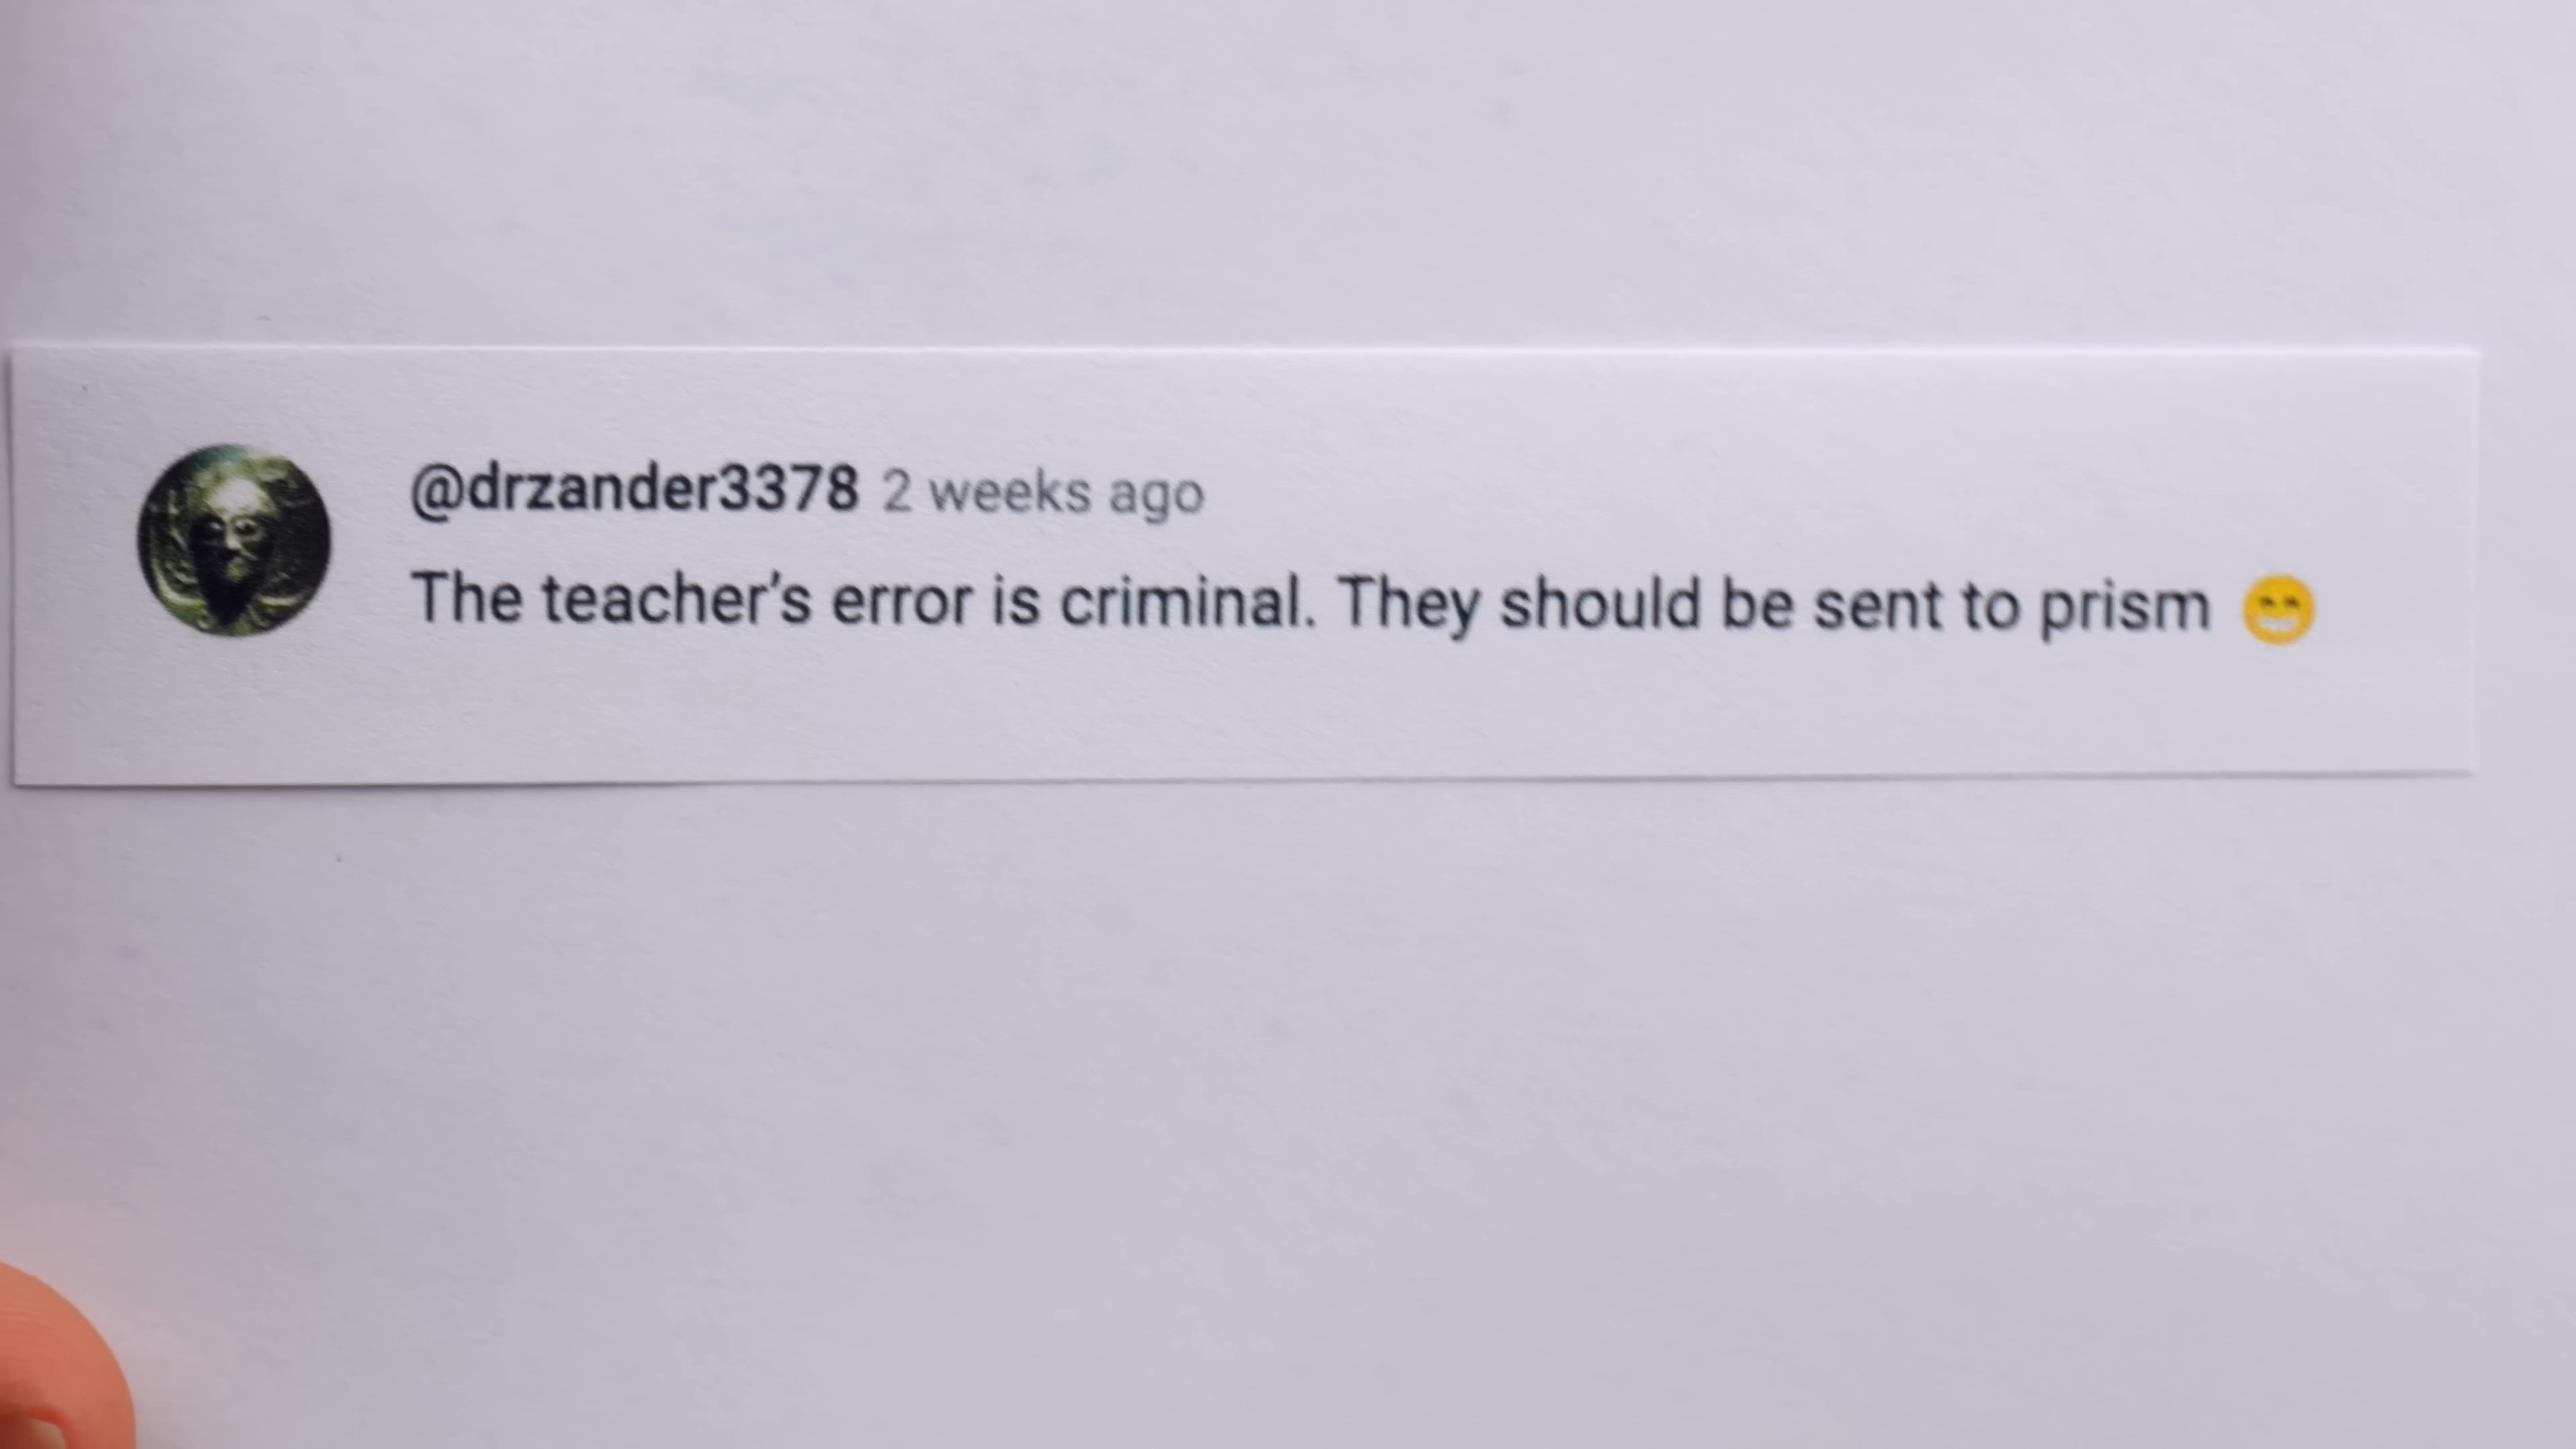 @drzander3378 2 weeks ago
The teacher’s error is criminal. They should be sent to prism 😁